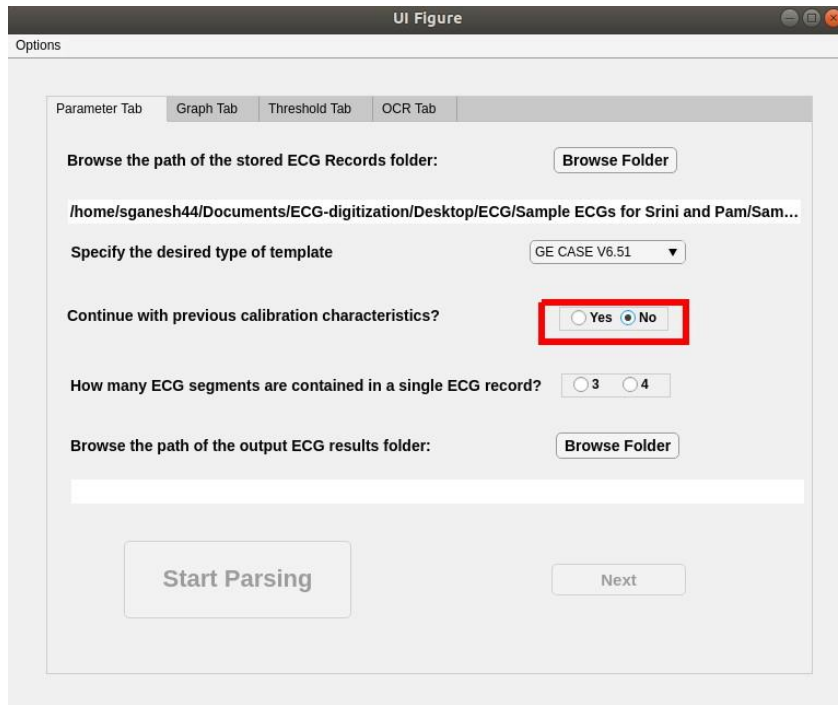 UI Figure
Options
Parameter Tab Graph Tab Threshold Tab OCR Tab
Browse the path of the stored ECG Records folder: Browse Folder
/home/sganesh44/Documents/ECG-digitization/Desktop/ECG/Sample ECGs for Srini and Pam/Sam...
Specify the desired type of template GE CASE V6.51
Continue with previous calibration characteristics? Yes No
How many ECG segments are contained in a single ECG record? 3 4
Browse the path of the output ECG results folder: Browse Folder
Start Parsing Next